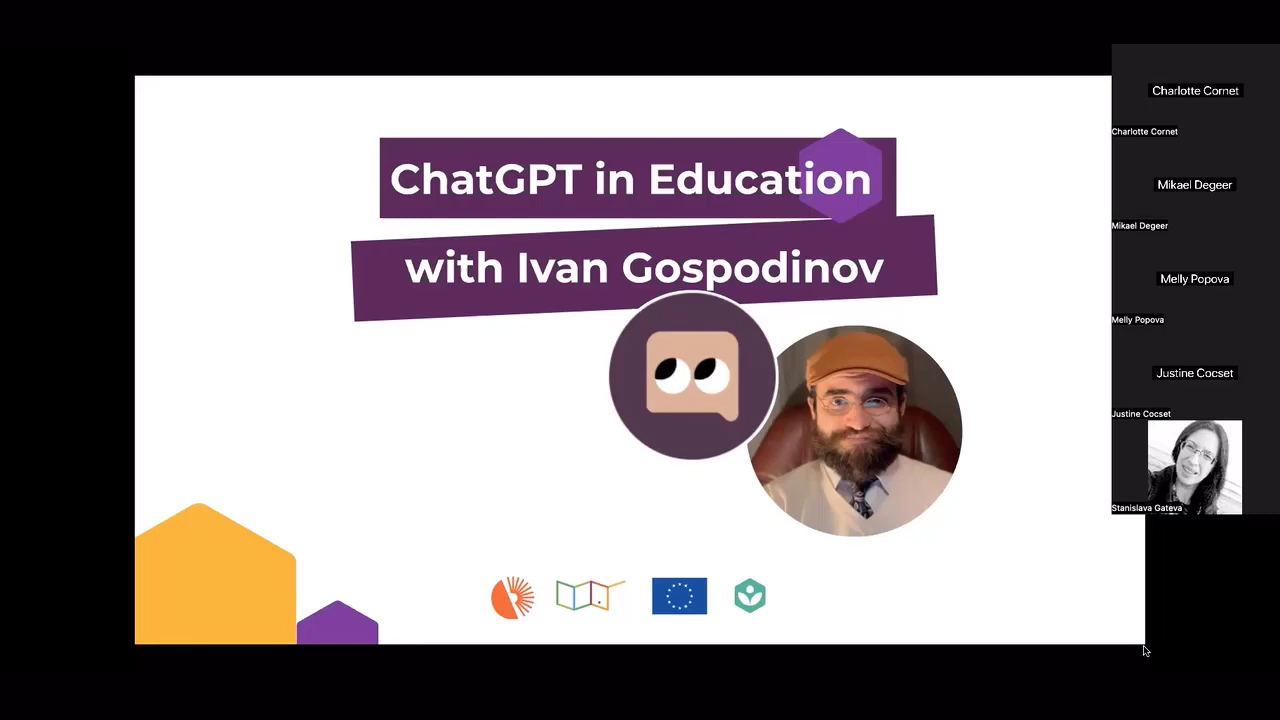 ChatGPT in Education
with Ivan Gospodinov
Charlotte Cornet
Charlotte Cornet
Mikael Degeer
Mikael Degeer
Melly Popova
Melly Popova
Justine Cocset
Justine Cocset
Stanislava Gateva